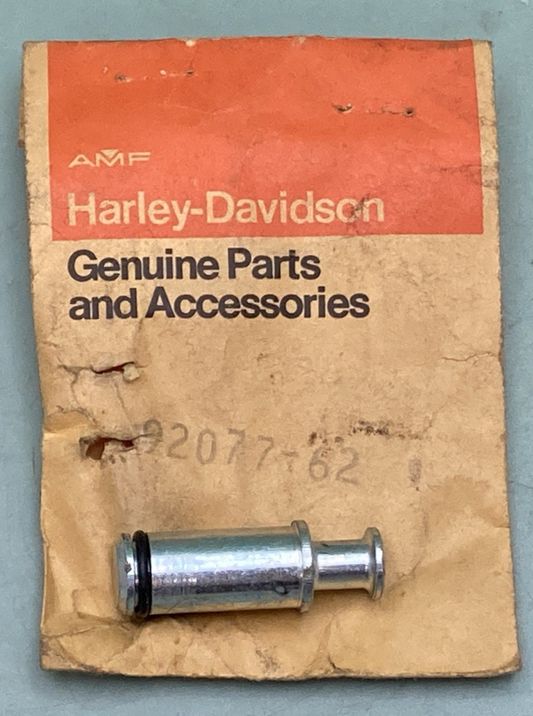 AMF
Harley-Davidson
Genuine Parts
and Accessories
92077-62